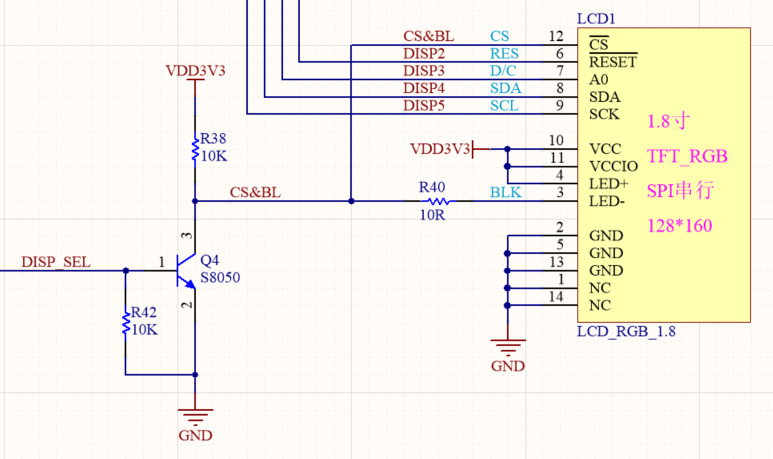 LCD1
CS&BL CS 12 CS
DISP2 RES 6 RESET
DISP3 D/C 7 A0
DISP4 SDA 8 SDA
DISP5 SCL 9 SCK
VDD3V3
R38
10K
1.8寸
TFT_RGB
SPI串行
128*160
VDD3V3 10 VCC
11 VCCIO
4 LED+
CS&BL R40 BLK 3 LED-
10R
2 GND
5 GND
13 GND
1 NC
14 NC
LCD_RGB_1.8
GND
3
DISP_SEL 1 Q4
S8050
2
R42
10K
GND